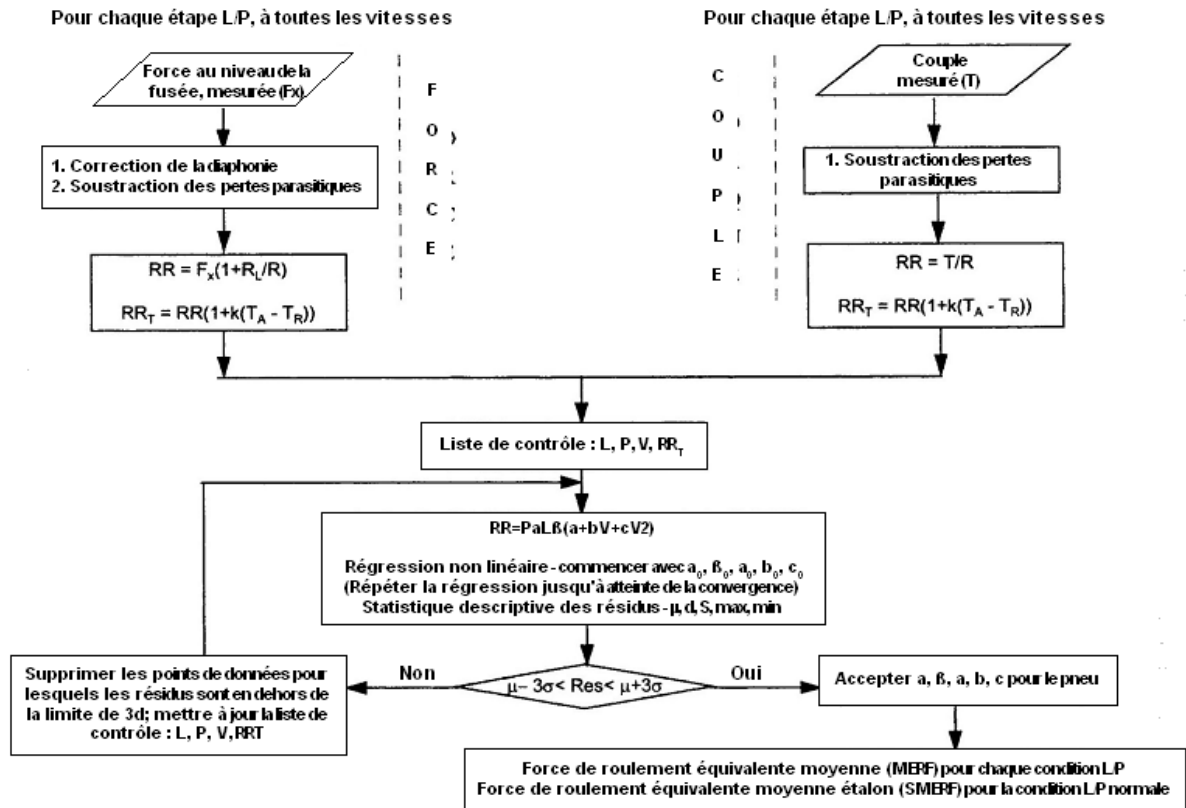 Pour chaque étape L/P, à toutes les vitesses
Force au niveau de la
fusée, mesurée (Fx).
F
O
R
C
E
1. Correction de la diaphonie
2. Soustraction des pertes parasitiques
RR = Fx(1+RL/R)
RRT = RR(1+k(TA - TR))
Pour chaque étape L/P, à toutes les vitesses
Couple
mesuré (T)
C
O
U
P
L
E
1. Soustraction des pertes
parasitiques
RR = T/R
RRT = RR(1+k(TA - TR))
Liste de contrôle : L, P, V, RRT
RR=PaLß(a+bV+cV2)
Régression non linéaire - commencer avec a0, ß0, a0, b0, c0
(Répéter la régression jusqu'à atteinte de la convergence)
Statistique descriptive des résidus - µ, d, S, max, min
µ– 3σ< Res< µ+3σ
Non
Oui
Supprimer les points de données pour
lesquels les résidus sont en dehors de
la limite de 3d; mettre à jour la liste de
contrôle : L, P, V, RRT
Accepter a, ß, a, b, c pour le pneu
Force de roulement équivalente moyenne (MERF) pour chaque condition L/P
Force de roulement équivalente moyenne étalon (SMERF) pour la condition L/P normale